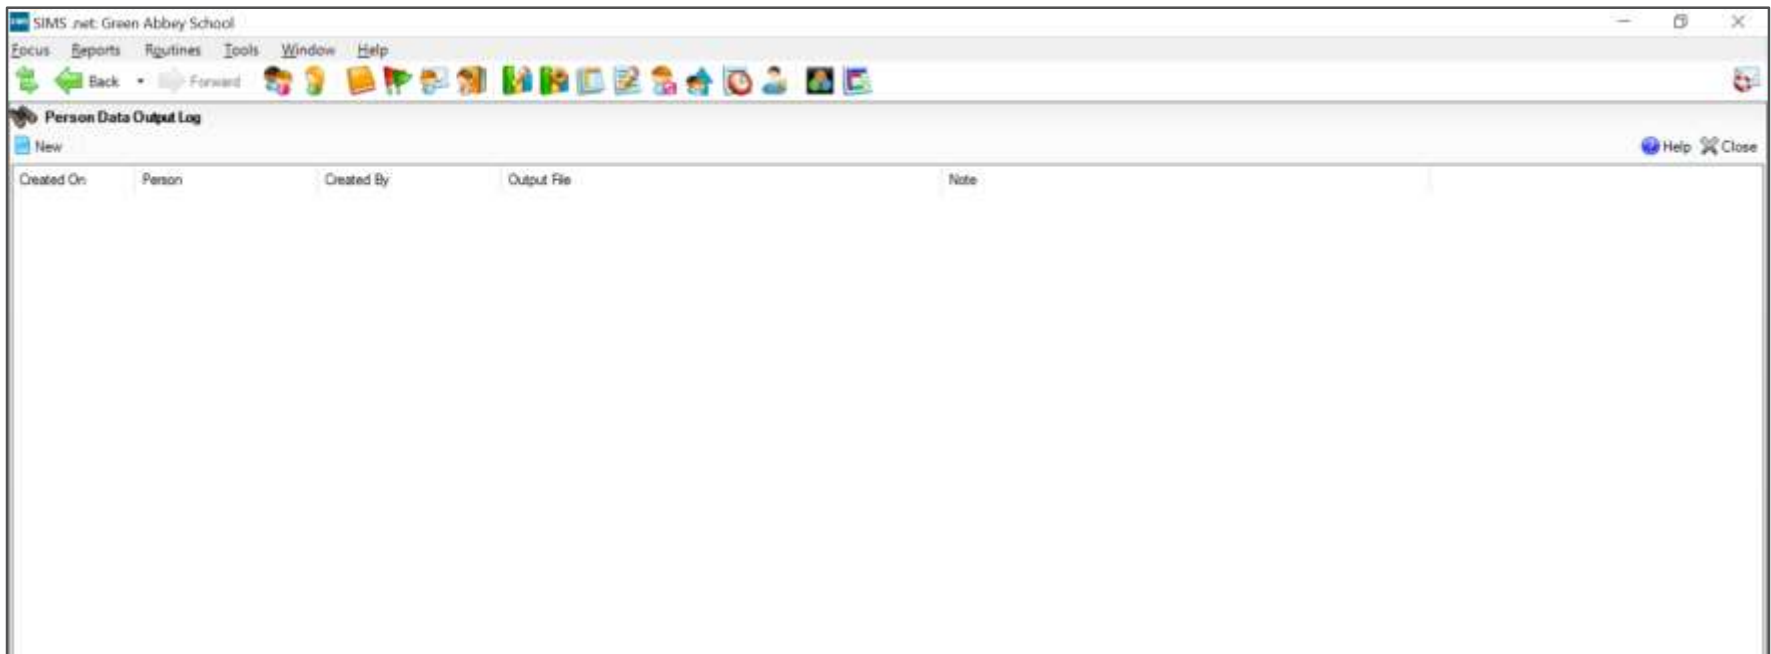 SIMS .net: Green Abbey School
Focus Reports Routines Tools Window Help
Back Forward
Person Data Output Log
New Help Close
Created On Person Created By Output File Note